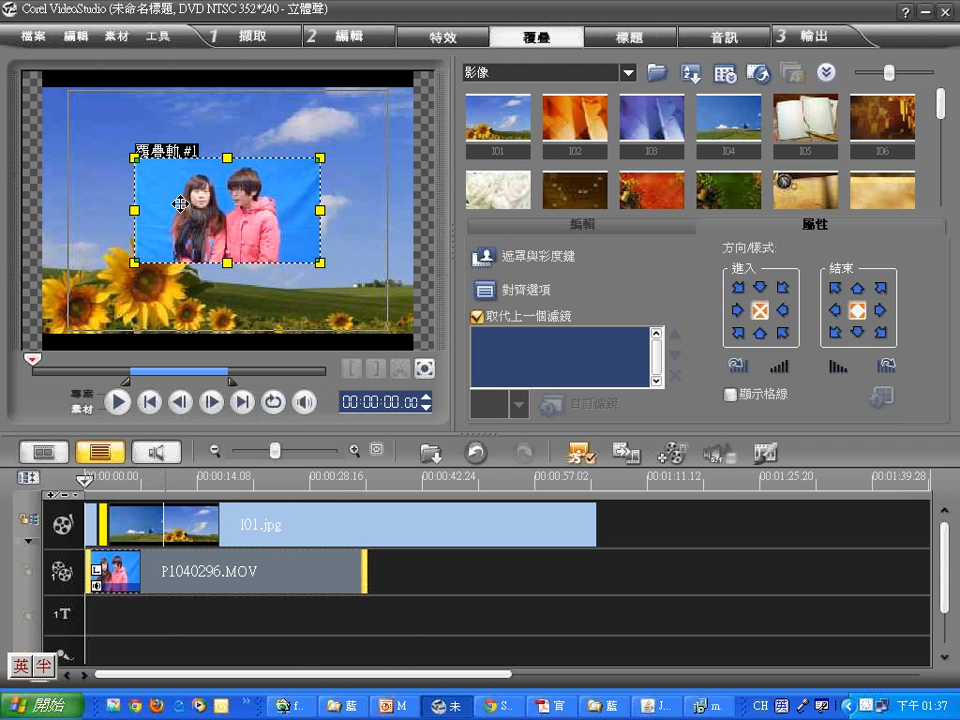 Corel VideoStudio (未命名標題, DVD NTSC 352*240 - 立體聲)
檔案 編輯 素材 工具 1 擷取 2 編輯 特效 覆疊 標題 音訊 3 輸出
影像
覆疊軌 #1
I01 I02 I03 I04 I05 I06
編輯 屬性
遮罩與彩度鍵
對齊選項
取代上一個濾鏡
自訂濾鏡
方向/樣式:
進入 結束
顯示格線
專案
素材
00:00:00.00
00:00:00.00 00:00:14.08 00:00:28.16 00:00:42.24 00:00:57.02 00:01:11.12 00:01:25.20 00:01:39.28
I01.jpg
P1040296.MOV
1T
英 半
開始 f.. 藍 M 未 S.. 官 藍 J... m. CH 下午 01:37